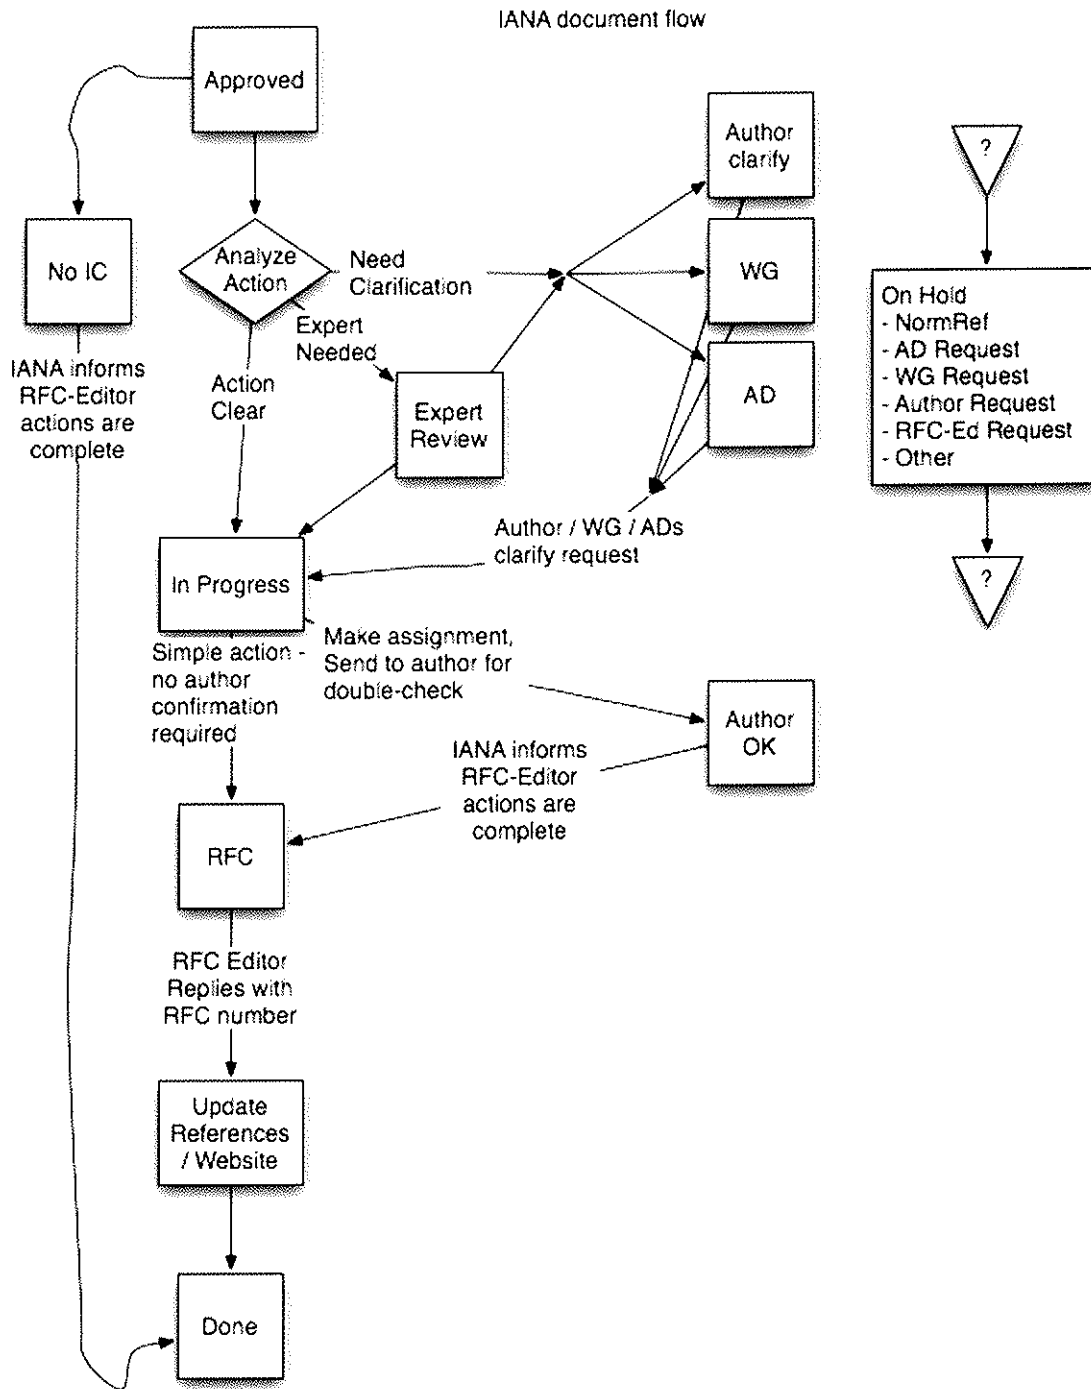 IANA document flow
Approved
Author
clarify
?
No IC
Analyze
Action
Need
Clarification
WG
On Hold
- NormRef
- AD Request
- WG Request
- Author Request
- RFC-Ed Request
- Other
Expert
Needed
IANA informs
RFC-Editor
actions are
complete
Action
Clear
Expert
Review
AD
Author / WG / ADs
clarify request
?
In Progress
Simple action -
no author
confirmation
required
Make assignment,
Send to author for
double-check
Author
OK
IANA informs
RFC-Editor
actions are
complete
RFC
RFC Editor
Replies with
RFC number
Update
References
/ Website
Done